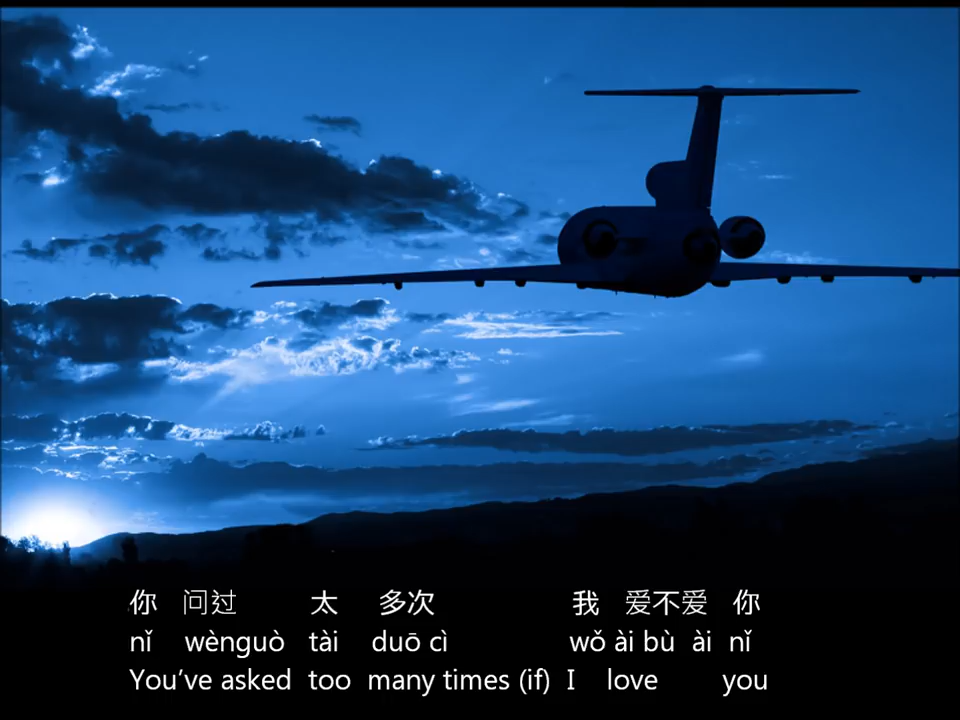 你 问过 太 多次 我 爱不爱 你
nǐ wènguò tài duō cì wǒ ài bù ài nǐ
You've asked too many times (if) I love you